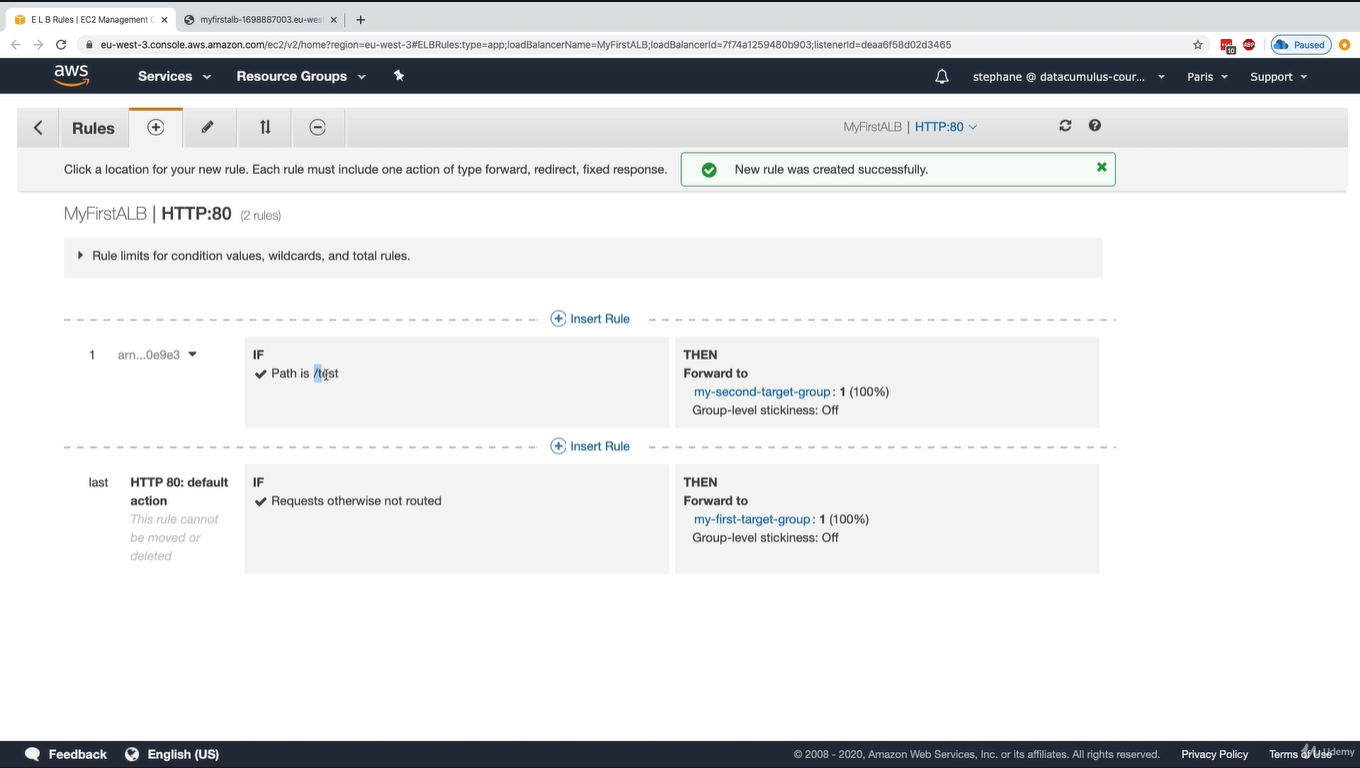 E L B Rules | EC2 Management C
myfirstalb-1698887003.eu-wes
eu-west-3.console.aws.amazon.com/ec2/v2/home?region=eu-west-3#ELBRules:type=app;loadBalancerName=MyFirstALB;loadBalancerId=7f74a1259480b903;listenerId=deaa6f58d02d3465
10
ABP
Paused
aws
Services
Resource Groups
stephane @ datacumulus-cour...
Paris
Support
Rules
MyFirstALB | HTTP:80
Click a location for your new rule. Each rule must include one action of type forward, redirect, fixed response.
New rule was created successfully.
MyFirstALB | HTTP:80 (2 rules)
Rule limits for condition values, wildcards, and total rules.
Insert Rule
1 arn...0e9e3
IF
Path is /test
THEN
Forward to
my-second-target-group: 1 (100%)
Group-level stickiness: Off
Insert Rule
last
HTTP 80: default
action
This rule cannot
be moved or
deleted
IF
Requests otherwise not routed
THEN
Forward to
my-first-target-group: 1 (100%)
Group-level stickiness: Off
Feedback
English (US)
© 2008 - 2020, Amazon Web Services, Inc. or its affiliates. All rights reserved.
Privacy Policy
Terms of Use
Udemy